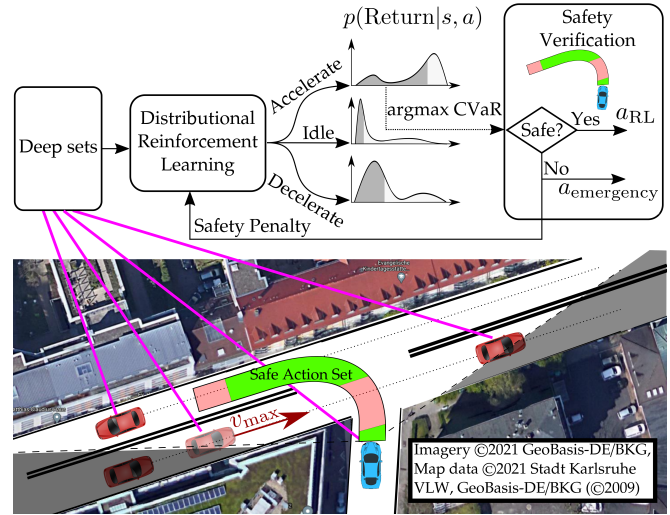 p(Return|s, a)
Safety
Verification
Accelerate
argmax CVaR
Deep sets
Distributional
Reinforcement
Learning
Idle
Safe?
Yes
a_RL
No
a_emergency
Decelerate
Safety Penalty
Evangelische
Kindertagesstätte
Safe Action Set
v_max
Imagery ©2021 GeoBasis-DE/BKG,
Map data ©2021 Stadt Karlsruhe
VLW, GeoBasis-DE/BKG (©2009)